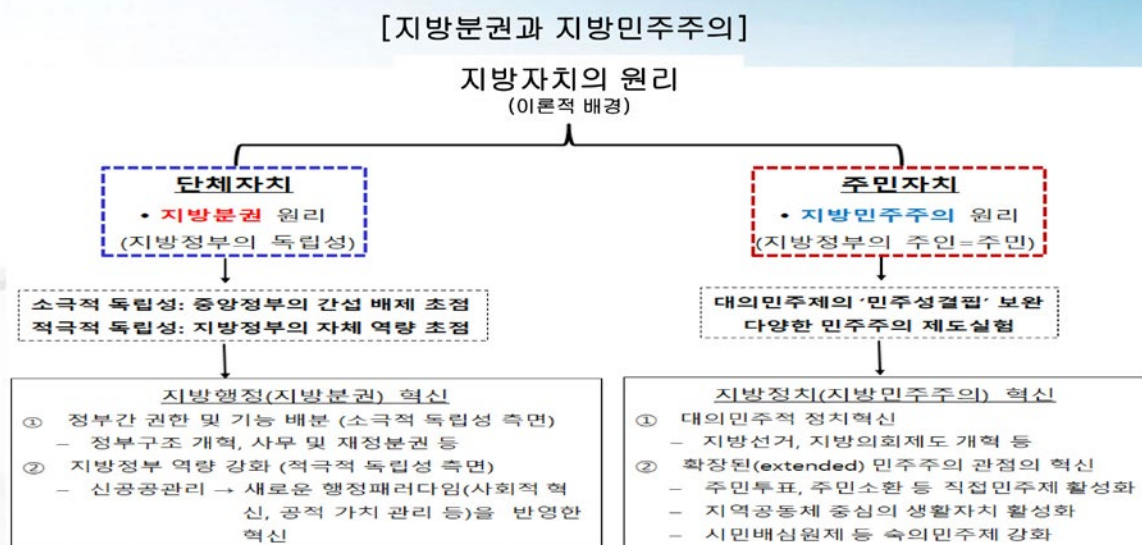 [지방분권과 지방민주주의]
지방자치의 원리
(이론적 배경)
단체자치
• 지방분권 원리
(지방정부의 독립성)
소극적 독립성: 중앙정부의 간섭 배제 초점
적극적 독립성: 지방정부의 자체 역량 초점
지방행정(지방분권) 혁신
① 정부간 권한 및 기능 배분 (소극적 독립성 측면)
– 정부구조 개혁, 사무 및 재정분권 등
② 지방정부 역량 강화 (적극적 독립성 측면)
– 신공공관리 → 새로운 행정패러다임(사회적 혁
신, 공적 가치 관리 등)을 반영한
혁신
주민자치
• 지방민주주의 원리
(지방정부의 주인=주민)
대의민주제의 ‘민주성결핍’ 보완
다양한 민주주의 제도실험
지방정치(지방민주주의) 혁신
① 대의민주적 정치혁신
– 지방선거, 지방의회제도 개혁 등
② 확장된(extended) 민주주의 관점의 혁신
– 주민투표, 주민소환 등 직접민주제 활성화
– 지역공동체 중심의 생활자치 활성화
– 시민배심원제 등 숙의민주제 강화